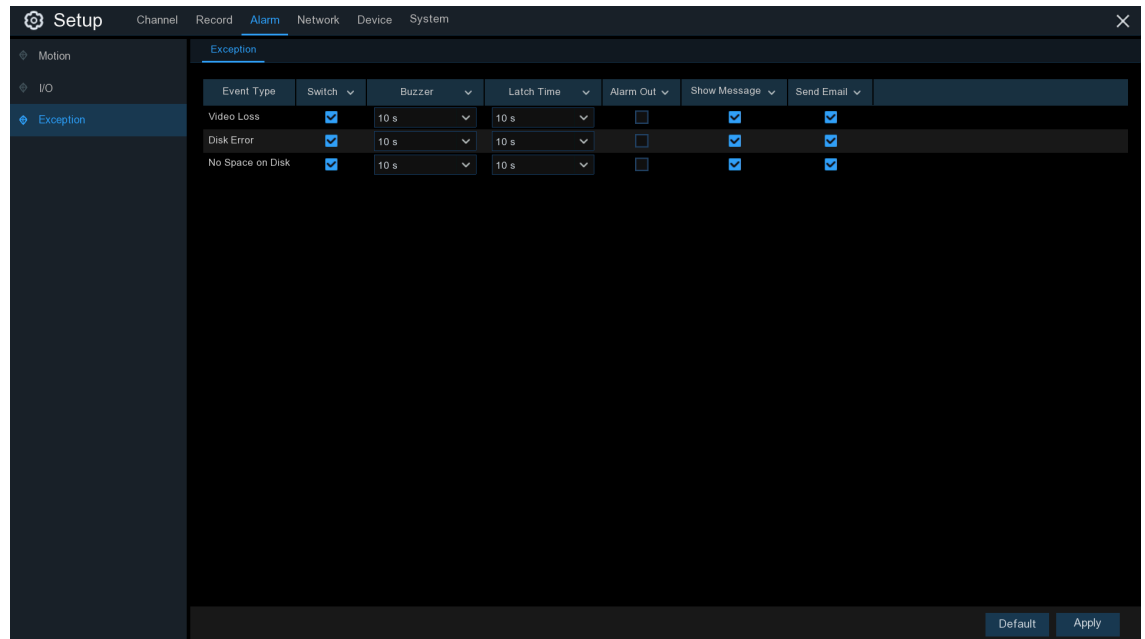 Setup Channel Record Alarm Network Device System
Motion
I/O
Exception
Exception
Event Type Switch Buzzer Latch Time Alarm Out Show Message Send Email
Video Loss 10 s 10 s
Disk Error 10 s 10 s
No Space on Disk 10 s 10 s
Default Apply